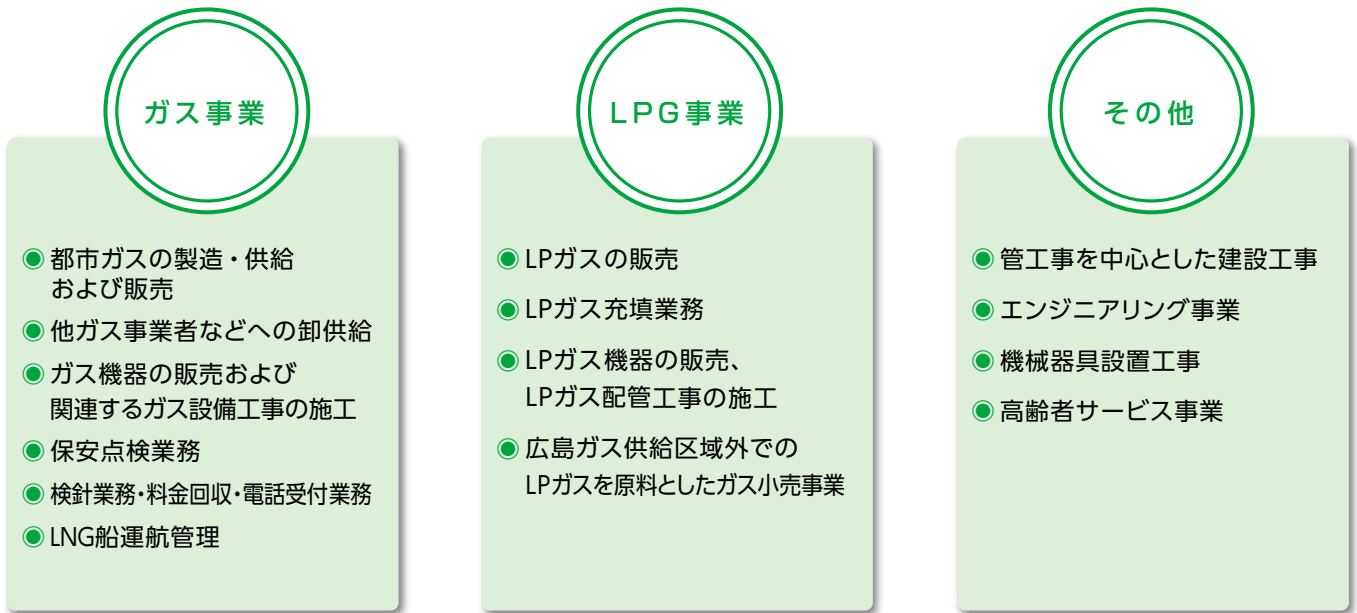 ガス事業
◉ 都市ガスの製造・供給
および販売
◉ 他ガス事業者などへの卸供給
◉ ガス機器の販売および
関連するガス設備工事の施工
◉ 保安点検業務
◉ 検針業務・料金回収・電話受付業務
◉ LNG船運航管理
LPG事業
◉ LPガスの販売
◉ LPガス充填業務
◉ LPガス機器の販売、
LPガス配管工事の施工
◉ 広島ガス供給区域外での
LPガスを原料としたガス小売事業
その他
◉ 管工事を中心とした建設工事
◉ エンジニアリング事業
◉ 機械器具設置工事
◉ 高齢者サービス事業